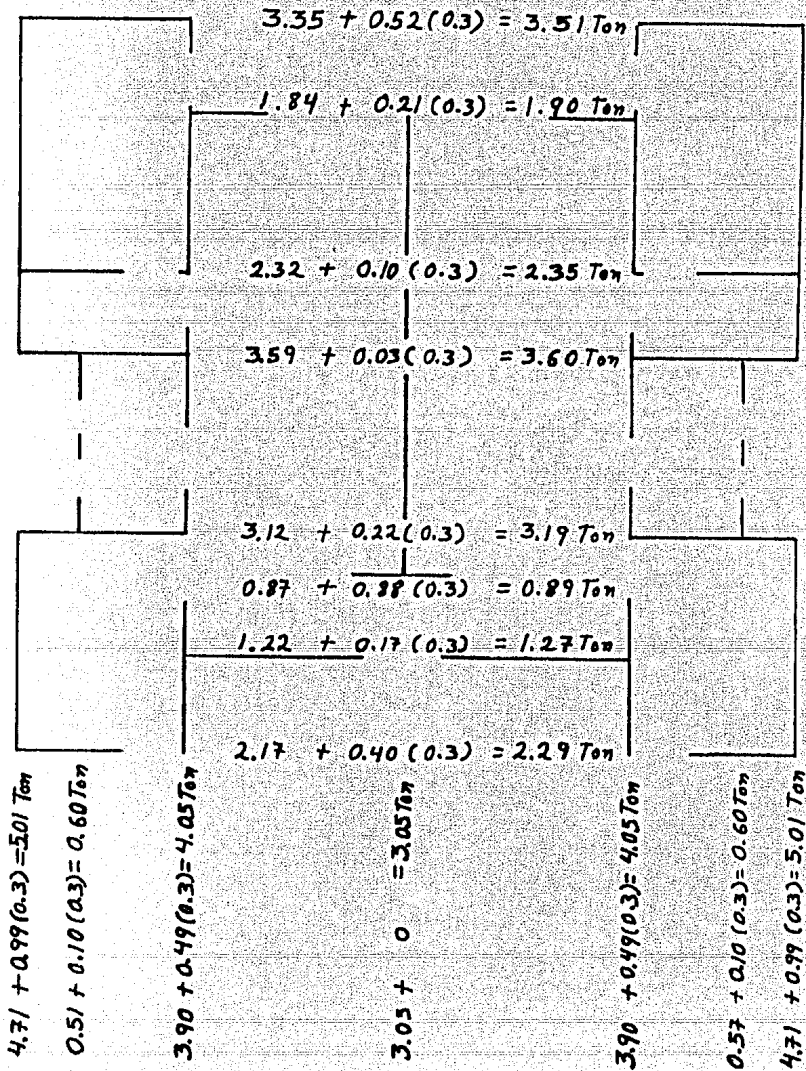 3.35 + 0.52(0.3) = 3.51 Ton
1.84 + 0.21(0.3) = 1.90 Ton
2.32 + 0.10(0.3) = 2.35 Ton
3.59 + 0.03(0.3) = 3.60 Ton
3.12 + 0.22(0.3) = 3.19 Ton
0.87 + 0.88(0.3) = 0.89 Ton
1.22 + 0.17(0.3) = 1.27 Ton
2.17 + 0.40(0.3) = 2.29 Ton
4.71 + 0.99(0.3) = 5.01 Ton
0.51 + 0.10(0.3) = 0.60 Ton
3.90 + 0.49(0.3) = 4.05 Ton
3.05 + 0 = 3.05 Ton
3.90 + 0.49(0.3) = 4.05 Ton
0.57 + 0.10(0.3) = 0.60 Ton
4.71 + 0.99(0.3) = 5.01 Ton